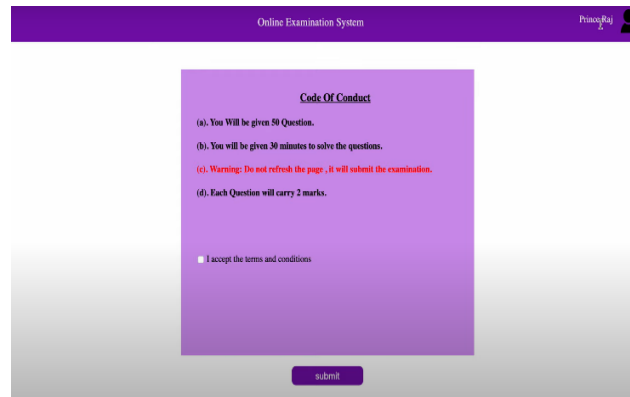 Online Examination System
Prince Raj
Code Of Conduct
(a). You Will be given 50 Question.
(b). You will be given 30 minutes to solve the questions.
(c). Warning: Do not refresh the page , it will submit the examination.
(d). Each Question will carry 2 marks.
I accept the terms and conditions
submit